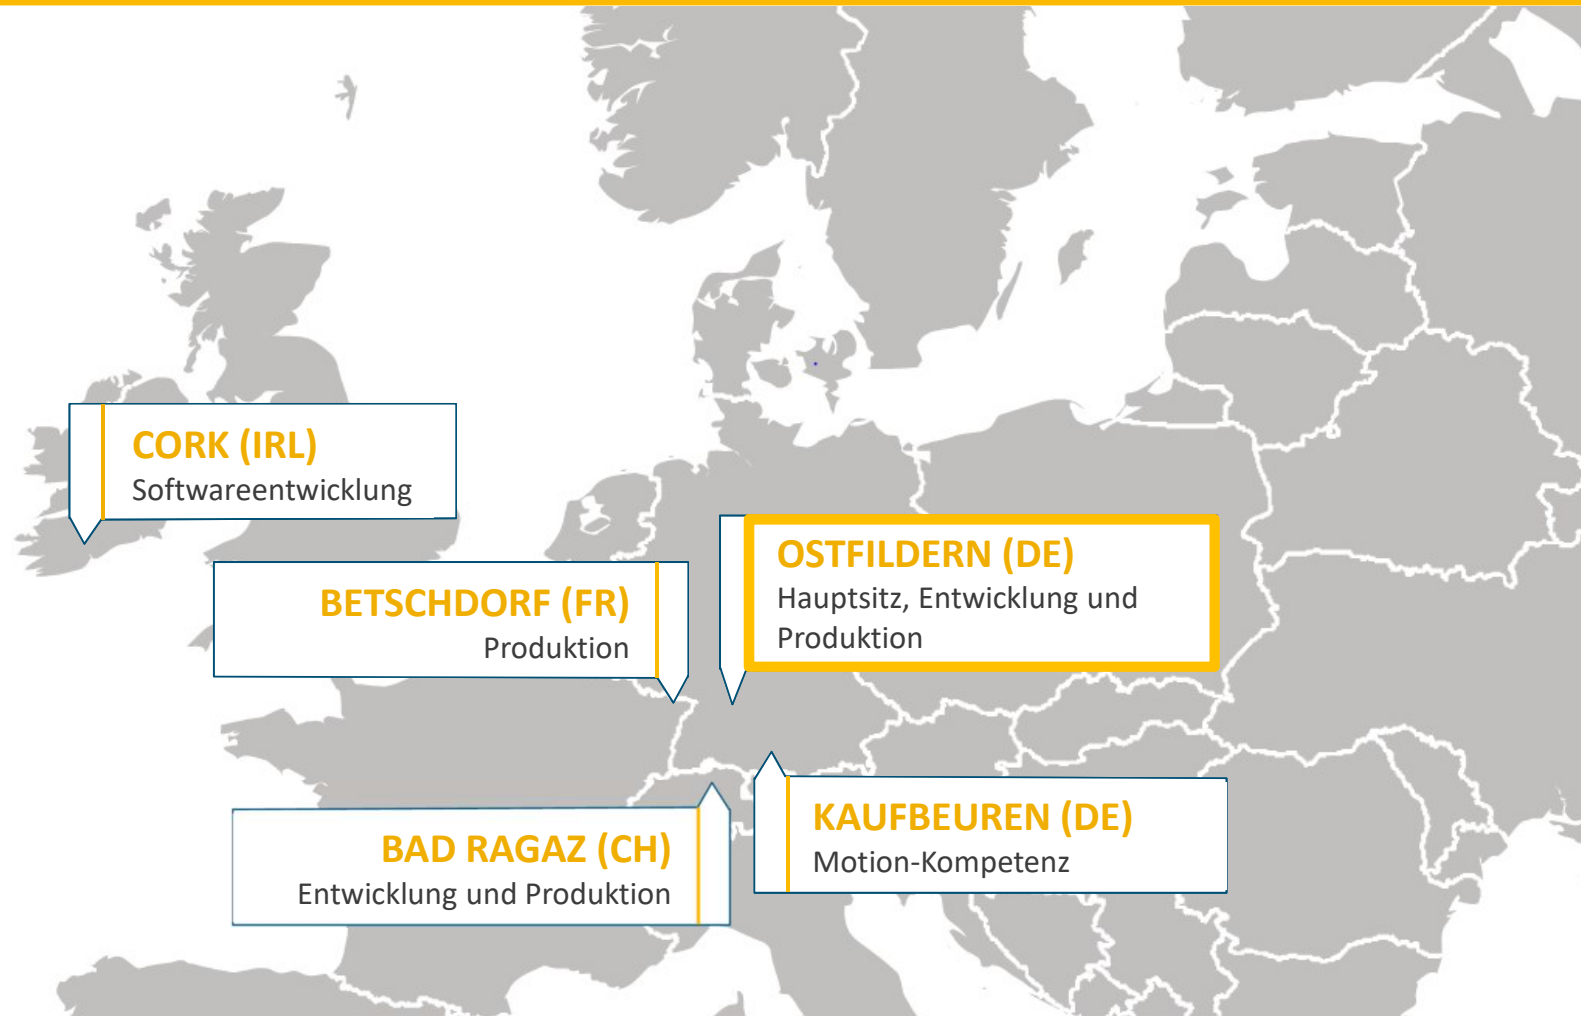 CORK (IRL)
Softwareentwicklung
OSTFILDERN (DE)
Hauptsitz, Entwicklung und
Produktion
BETSCHDORF (FR)
Produktion
KAUFBEUREN (DE)
Motion-Kompetenz
BAD RAGAZ (CH)
Entwicklung und Produktion